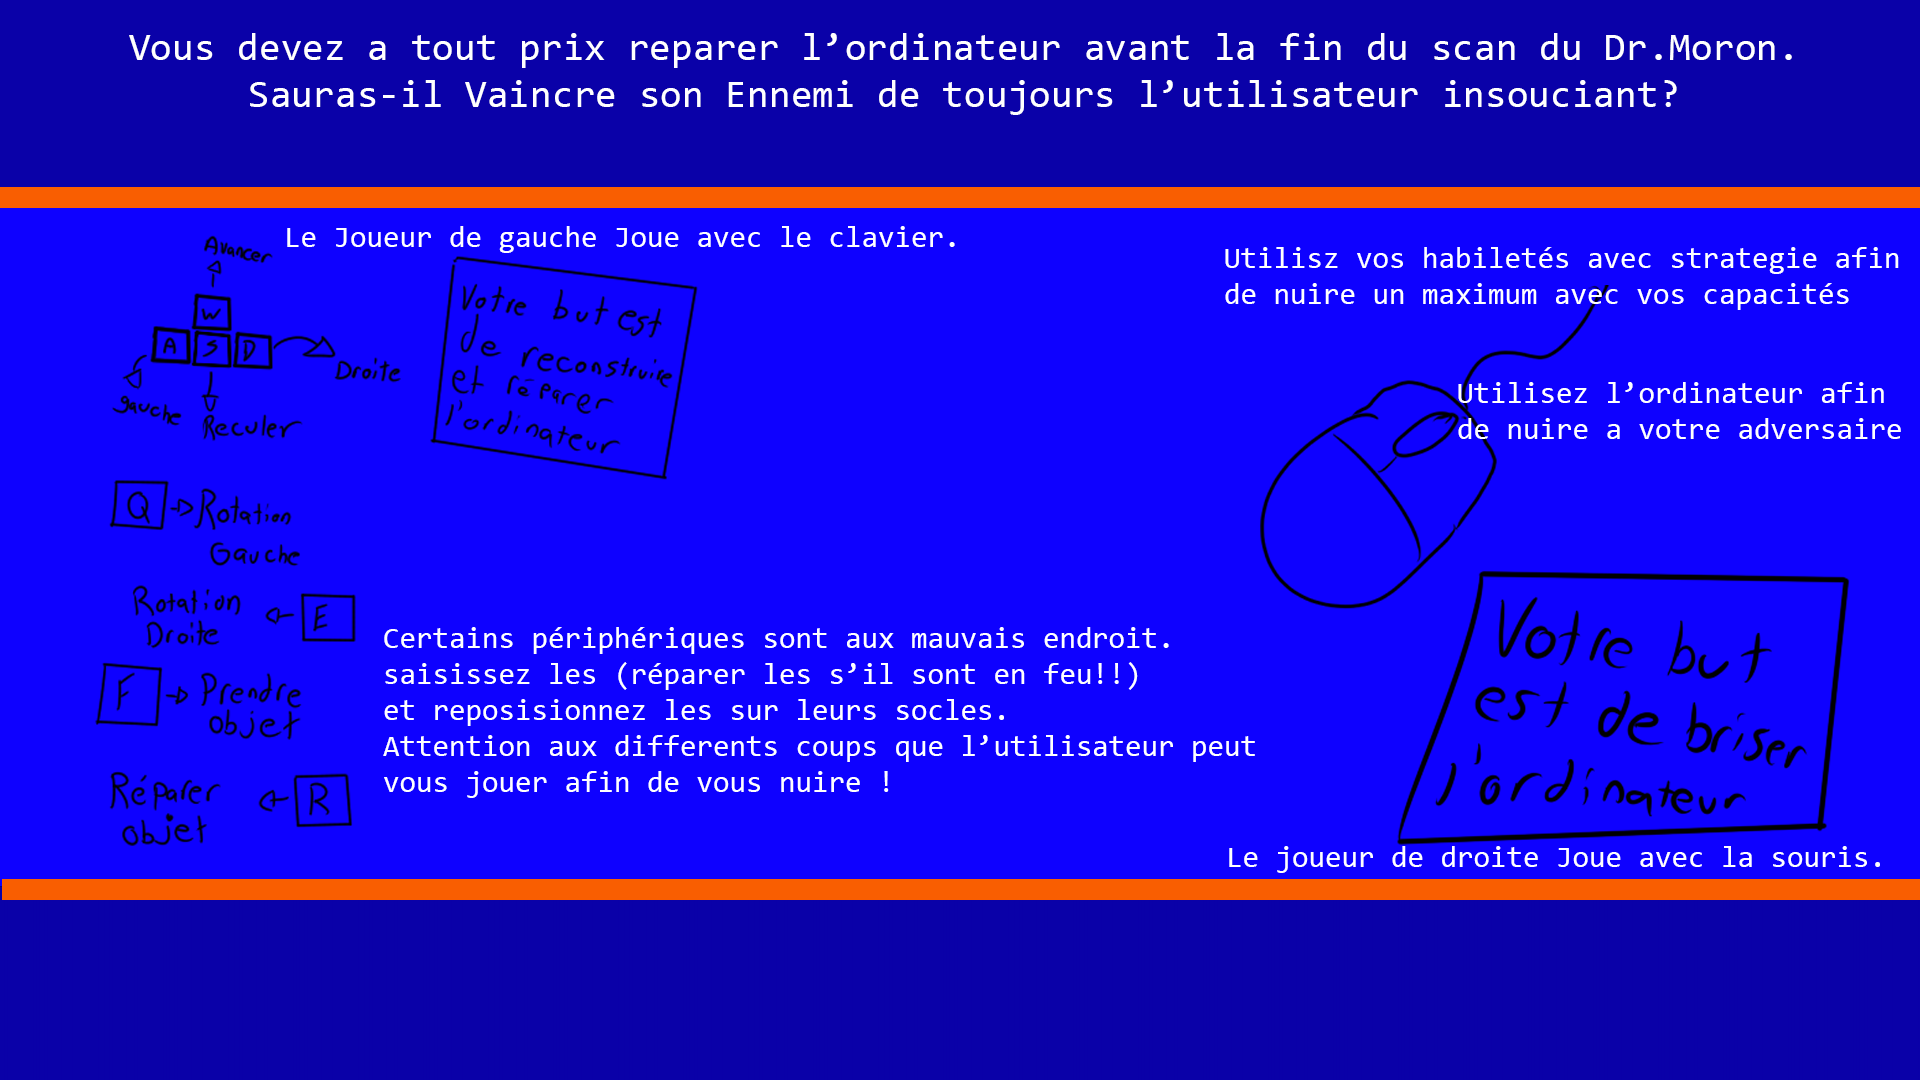 Vous devez a tout prix reparer l’ordinateur avant la fin du scan du Dr.Moron.
Sauras-il Vaincre son Ennemi de toujours l’utilisateur insouciant?
Le Joueur de gauche Joue avec le clavier.
Avancer
W
A S D
Droite
gauche
Reculer
Votre but est
de reconstruire
et réparer
l'ordinateur
Q Rotation
Gauche
Rotation
Droite
E
F Prendre
objet
Réparer
objet
R
Certains périphériques sont aux mauvais endroit.
saisissez les (réparer les s’il sont en feu!!)
et reposisionnez les sur leurs socles.
Attention aux differents coups que l’utilisateur peut
vous jouer afin de vous nuire !
Utilisz vos habiletés avec strategie afin
de nuire un maximum avec vos capacités
Utilisez l’ordinateur afin
de nuire a votre adversaire
Votre but
est de briser
l'ordinateur
Le joueur de droite Joue avec la souris.